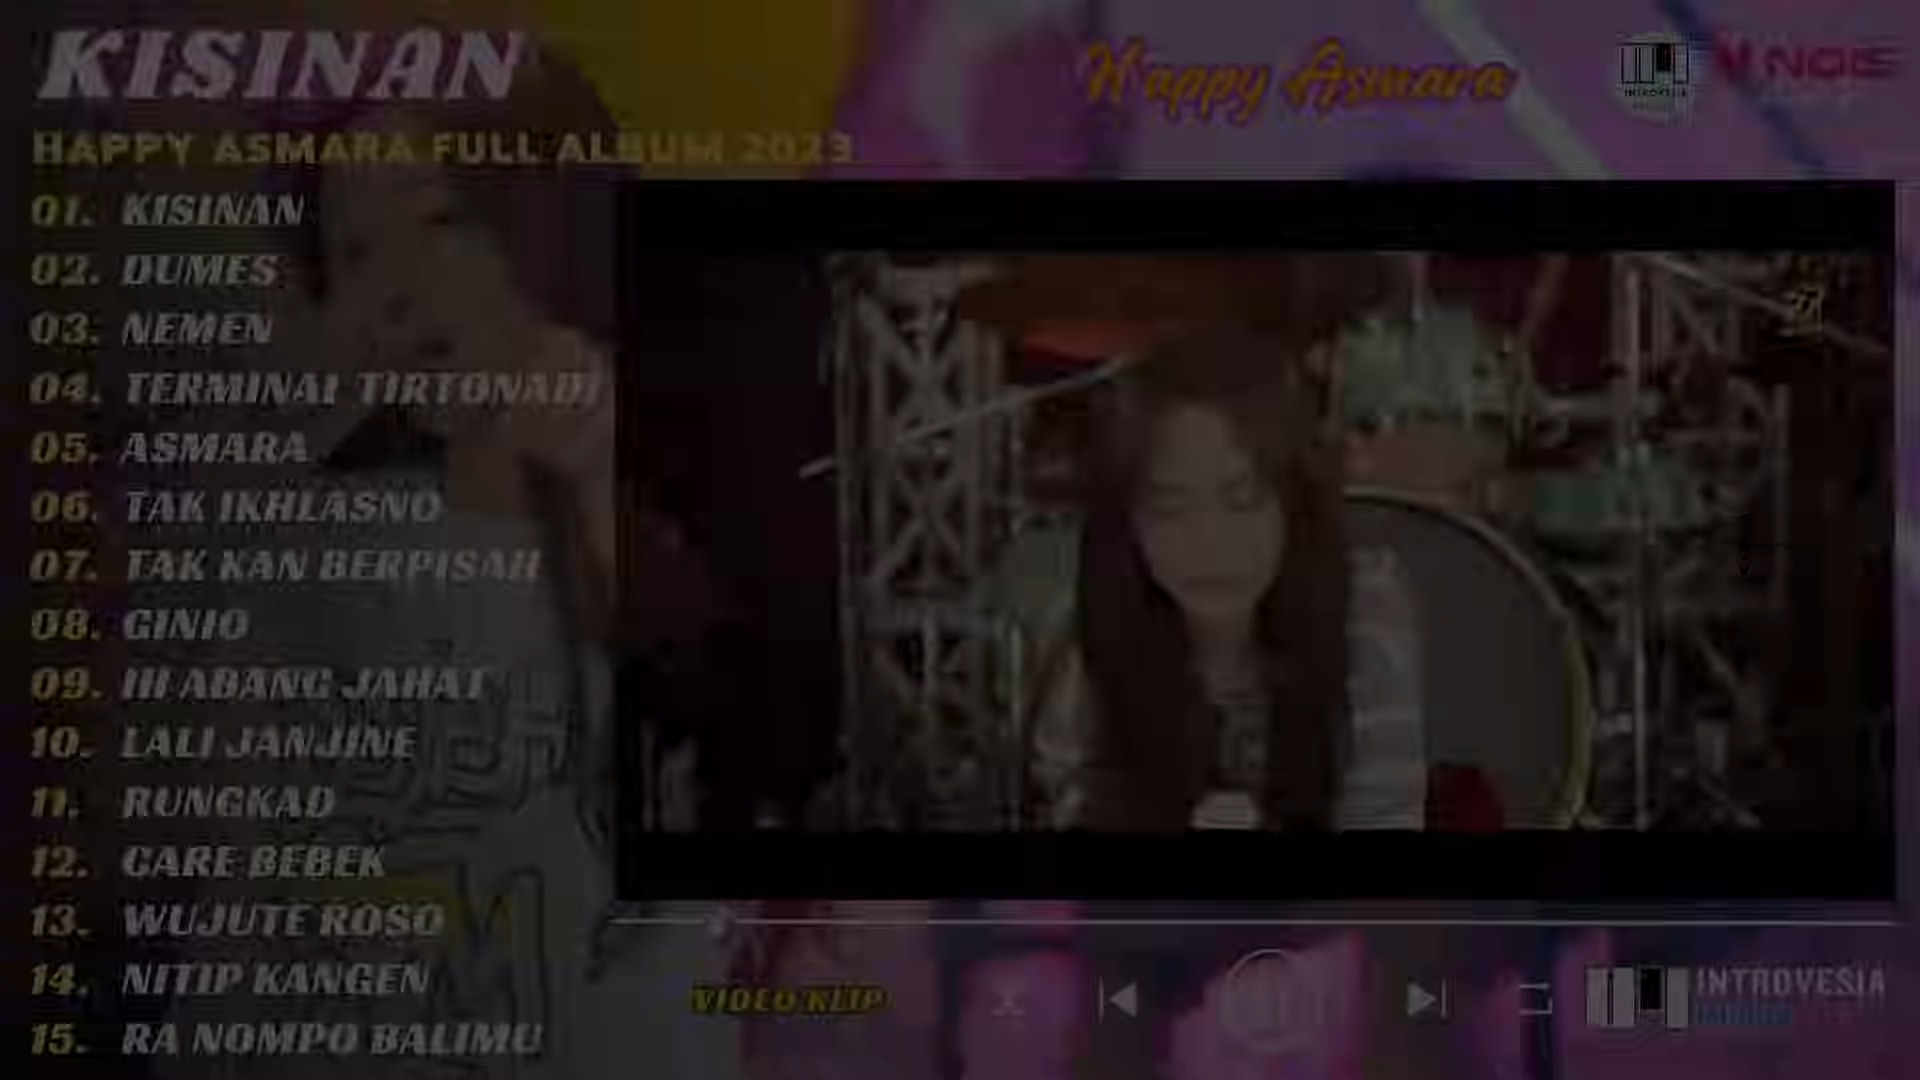 KISINAN
HAPPY ASMARA FULL ALBUM 2023
01. KISINAN
02. DUMES
03. NEMEN
04. TERMINAL TIRTONADI
05. ASMARA
06. TAK IKHLASNO
07. TAK KAN BERPISAH
08. GINIO
09. IH ABANG JAHAT
10. LALI JANJINE
11. RUNGKAD
12. CARE BEBEK
13. WUJUTE ROSO
14. NITIP KANGEN
15. RA NOMPO BALIMU
Happy Asmara
INTROVESIA
VIDEO KLIP
INTROVESIA